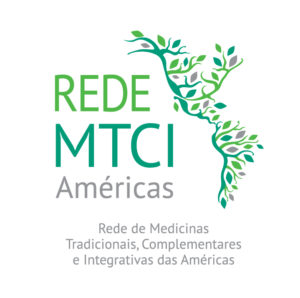 REDE
MTCI
Américas
Rede de Medicinas
Tradicionais, Complementares
e Integrativas das Américas